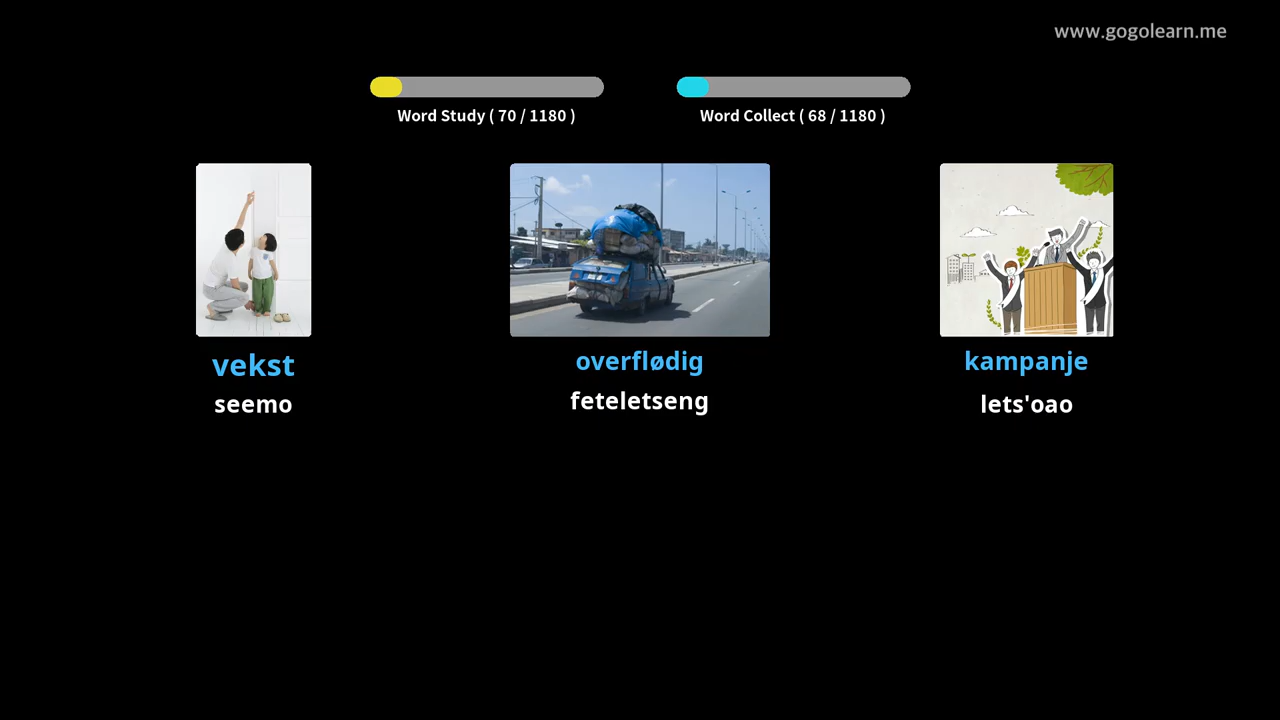 www.gogolearn.me
Word Study ( 70 / 1180 )
Word Collect ( 68 / 1180 )
vekst
seemo
overflødig
feteletseng
kampanje
lets'oao